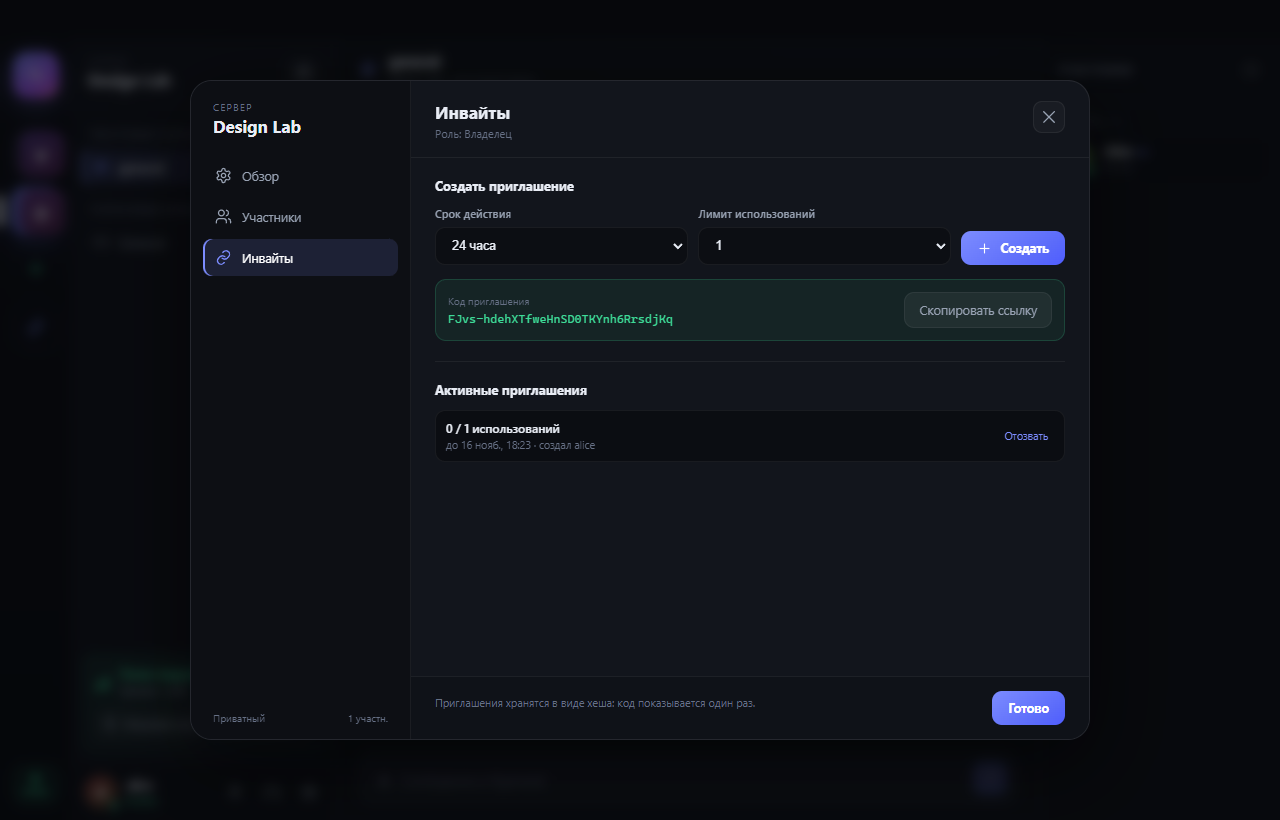 СЕРВЕР
Design Lab
Обзор
Участники
Инвайты
Приватный
1 участн.
Инвайты
Роль: Владелец
Создать приглашение
Срок действия
Лимит использований
24 часа
1
Создать
Код приглашения
FJvs-hdehXTfweHnSD0TKYnh6RrsdjKq
Скопировать ссылку
Активные приглашения
0 / 1 использований
до 16 нояб., 18:23 · создал alice
Отозвать
Приглашения хранятся в виде хеша: код показывается один раз.
Готово